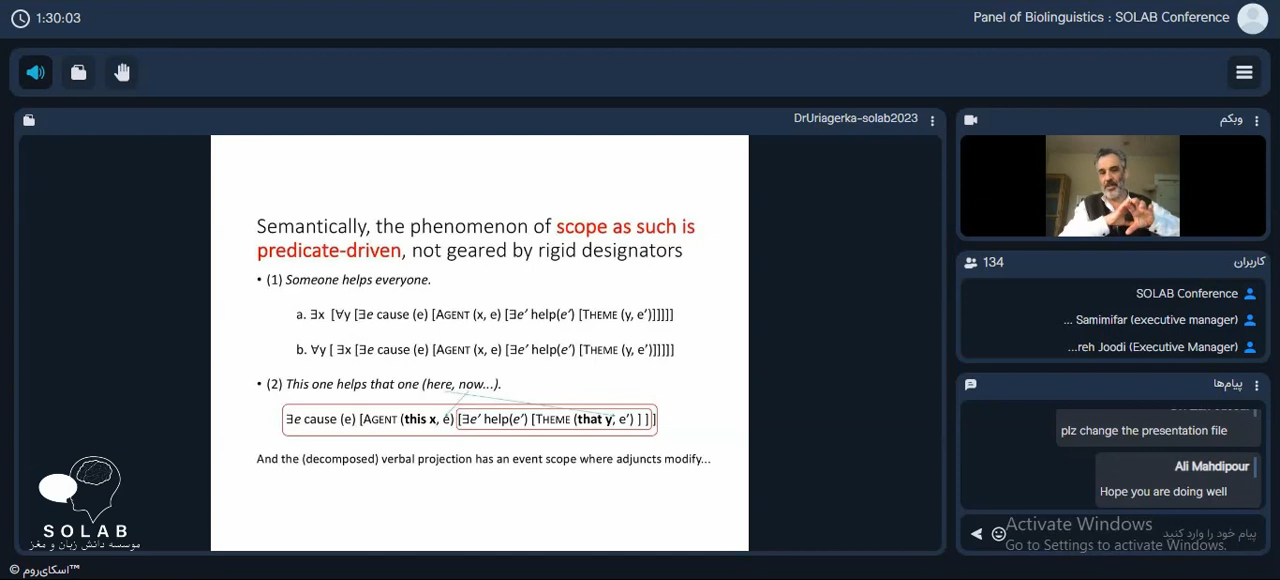 1:30:03
Panel of Biolinguistics : SOLAB Conference
DrUriagerka-solab2023
Semantically, the phenomenon of scope as such is
predicate-driven, not geared by rigid designators
• (1) Someone helps everyone.
a. ∃x [∀y [∃e cause (e) [AGENT (x, e) [∃e′ help(e′) [THEME (y, e′)]]]]]
b. ∀y [ ∃x [∃e cause (e) [AGENT (x, e) [∃e′ help(e′) [THEME (y, e′)]]]]]
• (2) This one helps that one (here, now...).
∃e cause (e) [AGENT (this x, e) [∃e′ help(e′) [THEME (that y, e′) ] ] ]
And the (decomposed) verbal projection has an event scope where adjuncts modify...
SOLAB
موسسه دانش زبان و مغز
وبکم
134
کاربران
SOLAB Conference
... Samimifar (executive manager)
...reh Joodi (Executive Manager)
پیام‌ها
plz change the presentation file
Ali Mahdipour
Hope you are doing well
پیام خود را وارد کنید
Activate Windows
Go to Settings to activate Windows.
© اسکای‌روم™